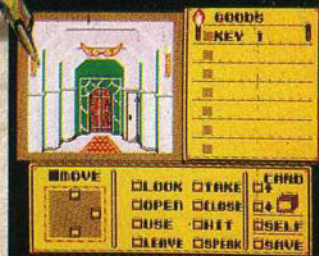 GOODS
KEY 1
MOVE
LOOK TAKE
OPEN CLOSE
USE HIT
LEAVE SPEAK
CARD
SELF
SAVE